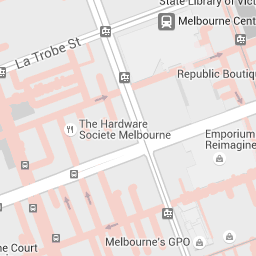 State Library of Vict
Melbourne Cent
La Trobe St
Republic Boutiqu
The Hardware
Societe Melbourne
Emporium
Reimagine
Melbourne's GPO
ne Court